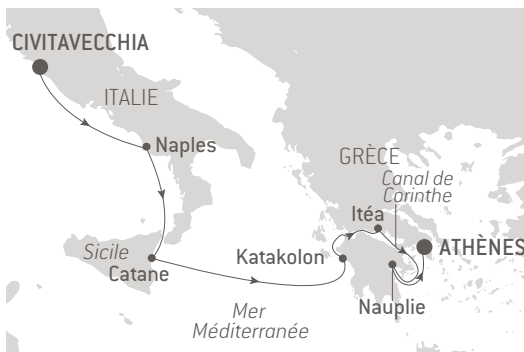 CIVITAVECCHIA
ITALIE
Naples
GRÈCE
Canal de
Corinthe
Itéa
Sicile
Catane
Katakolon
ATHÈNES
Nauplie
Mer
Méditerranée